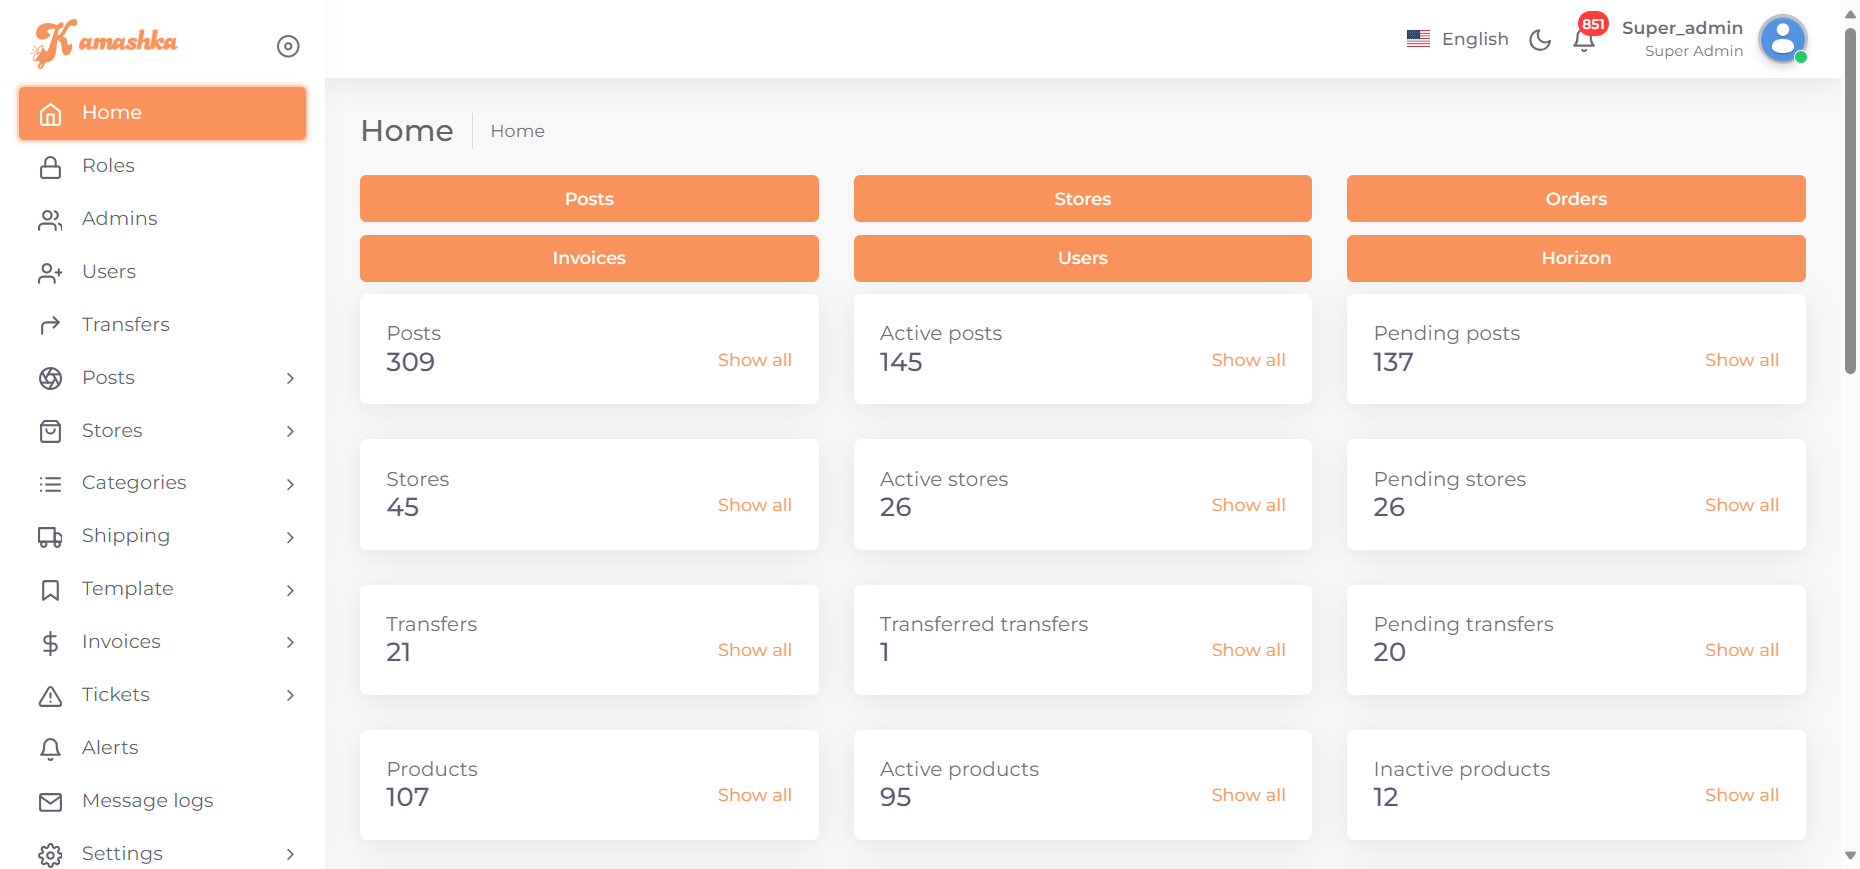 Kamashka
English
851
Super_admin
Super Admin
Home
Roles
Admins
Users
Transfers
Posts
Stores
Categories
Shipping
Template
Invoices
Tickets
Alerts
Message logs
Settings
Home
Home
Posts
Stores
Orders
Invoices
Users
Horizon
Posts
309
Show all
Active posts
145
Show all
Pending posts
137
Show all
Stores
45
Show all
Active stores
26
Show all
Pending stores
26
Show all
Transfers
21
Show all
Transferred transfers
1
Show all
Pending transfers
20
Show all
Products
107
Show all
Active products
95
Show all
Inactive products
12
Show all